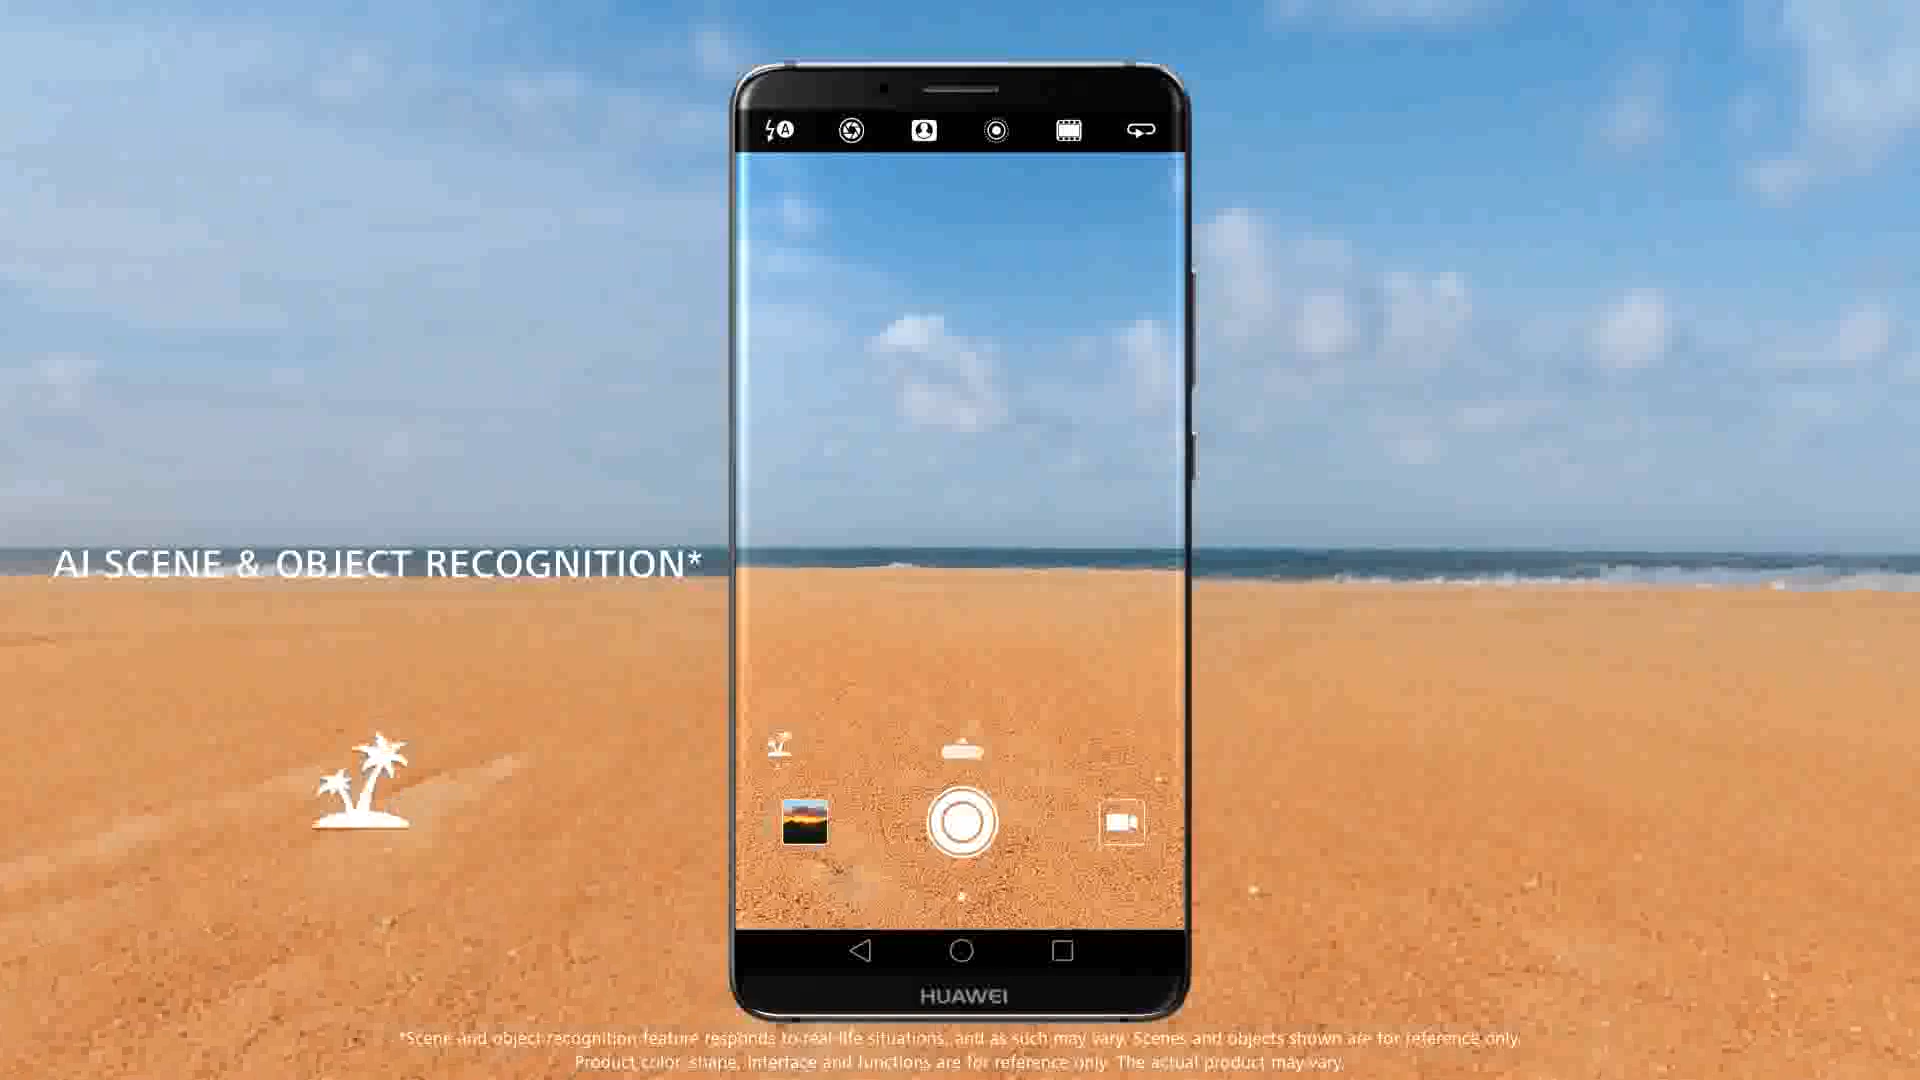 A
AI SCENE & OBJECT RECOGNITION*
HUAWEI
*Scene and object recognition feature responds to real-life situations, and as such may vary. Scenes and objects shown are for reference only.
Product color, shape, interface and functions are for reference only. The actual product may vary.